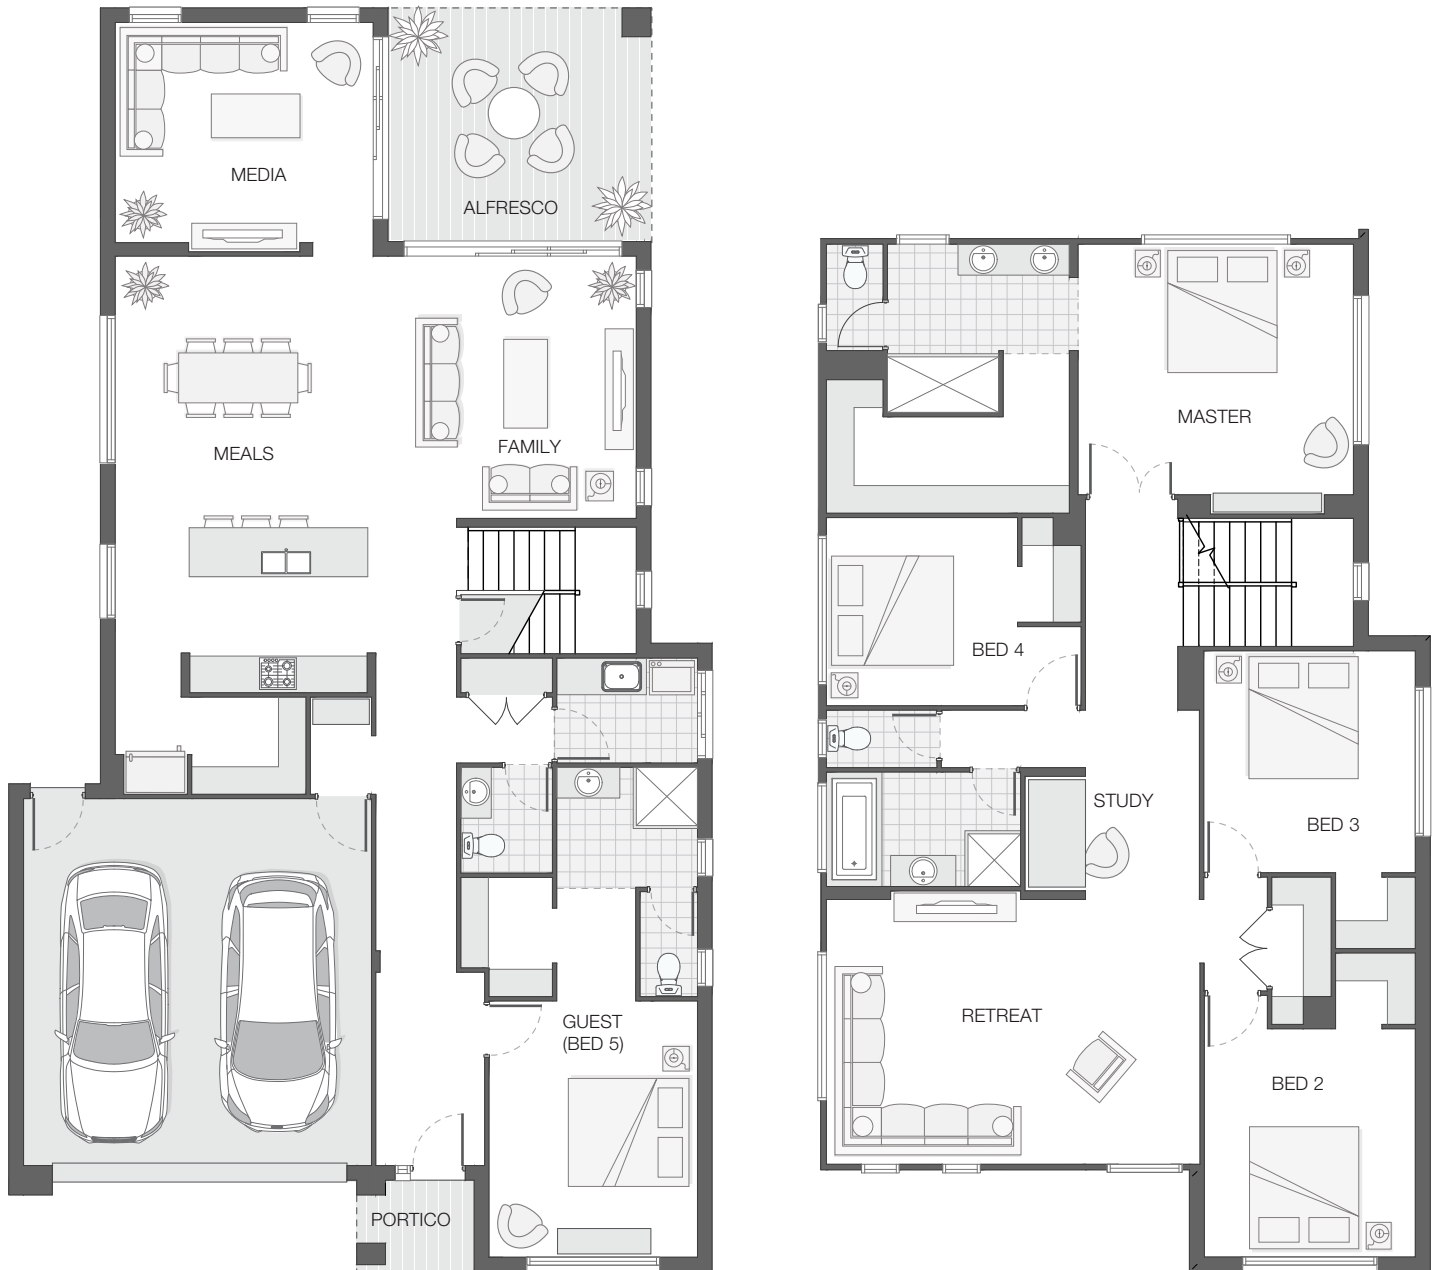 MEDIA
ALFRESCO
MEALS
FAMILY
GUEST
(BED 5)
PORTICO
MASTER
BED 4
STUDY
BED 3
RETREAT
BED 2